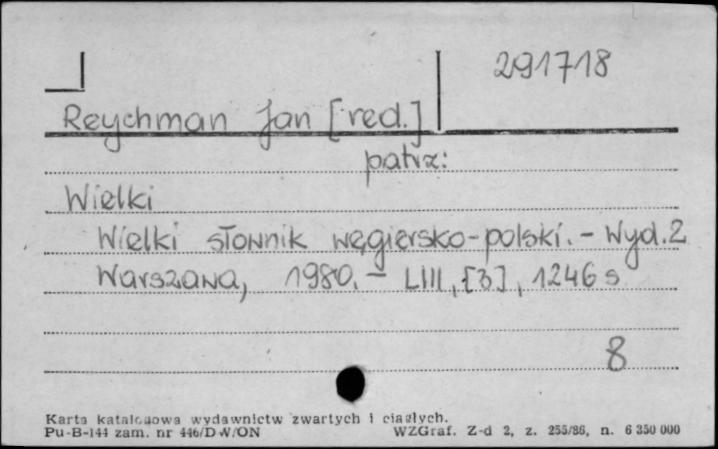 291718
Reychman Jan [red.]
patrz:
Wielki
Wielki słownik węgiersko-polski. - Wyd. 2
Warszawa, 1980. - LIII, [3], 1246 s
8
Karta katalogowa wydawnictw zwartych i ciągłych.
Pu-B-144 zam. nr 446/DW/ON WZGraf. Z-d 2, z. 255/86, n. 6 350 000